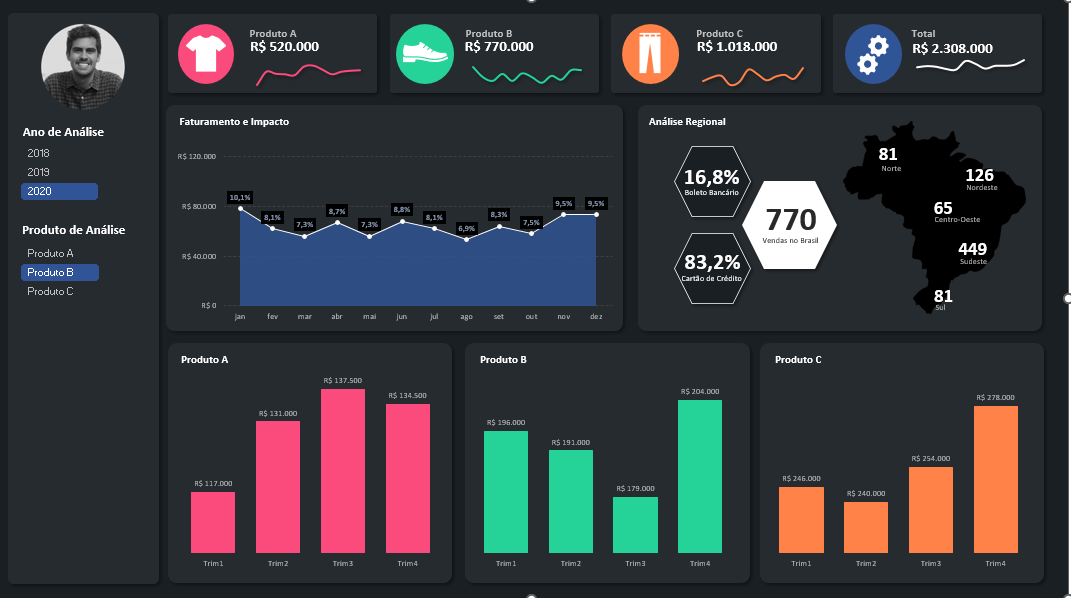 Ano de Análise
2018
2019
2020
Produto de Análise
Produto A
Produto B
Produto C
Produto A
R$ 520.000
Produto B
R$ 770.000
Produto C
R$ 1.018.000
Total
R$ 2.308.000
Faturamento e Impacto
R$ 120.000
R$ 80.000
R$ 40.000
R$ 0
10,1%
8,1%
7,3%
8,7%
7,3%
8,8%
8,1%
6,9%
8,3%
7,5%
9,5%
9,5%
jan fev mar abr mai jun jul ago set out nov dez
Análise Regional
16,8%
Boleto Bancário
83,2%
Cartão de Crédito
770
Vendas no Brasil
81
Norte
126
Nordeste
65
Centro-Oeste
449
Sudeste
81
Sul
Produto A
R$ 117.000
R$ 131.000
R$ 137.500
R$ 134.500
Trim1 Trim2 Trim3 Trim4
Produto B
R$ 196.000
R$ 191.000
R$ 179.000
R$ 204.000
Trim1 Trim2 Trim3 Trim4
Produto C
R$ 246.000
R$ 240.000
R$ 254.000
R$ 278.000
Trim1 Trim2 Trim3 Trim4